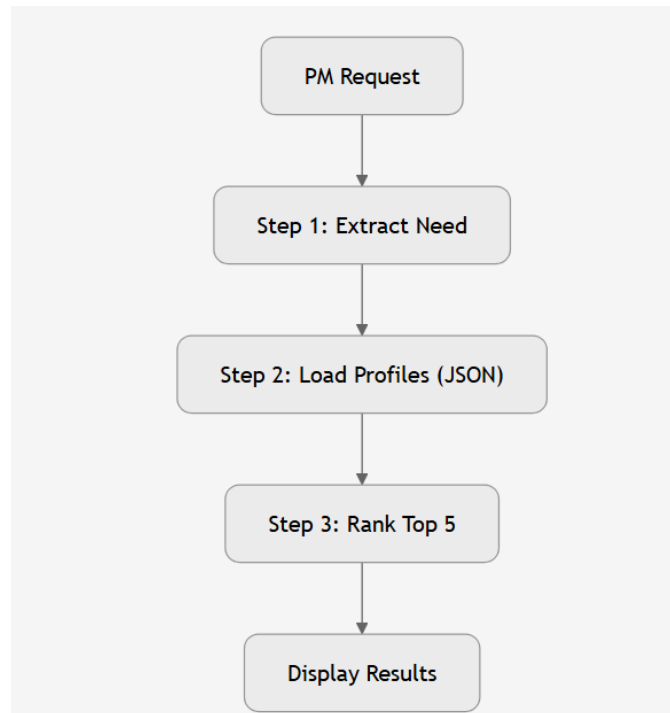 PM Request
Step 1: Extract Need
Step 2: Load Profiles (JSON)
Step 3: Rank Top 5
Display Results